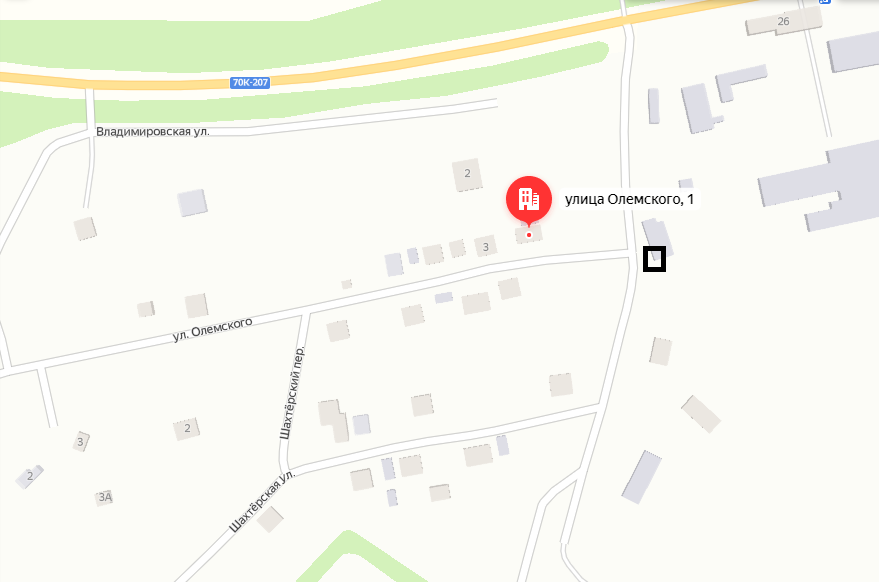 26
70К-207
Владимировская ул.
2
улица Олемского, 1
3
ул. Олемского
Шахтёрский пер.
2
3
2
3А
Шахтёрская ул.